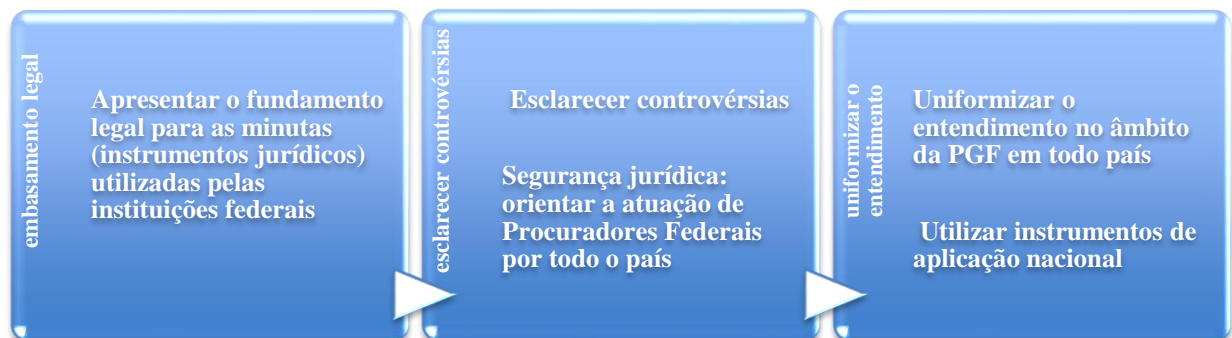 embasamento legal
Apresentar o fundamento
legal para as minutas
(instrumentos jurídicos)
utilizadas pelas
instituições federais
esclarecer controvérsias
Esclarecer controvérsias
Segurança jurídica:
orientar a atuação de
Procuradores Federais
por todo o país
uniformizar o
entendimento
Uniformizar o
entendimento no âmbito
da PGF em todo país
Utilizar instrumentos de
aplicação nacional